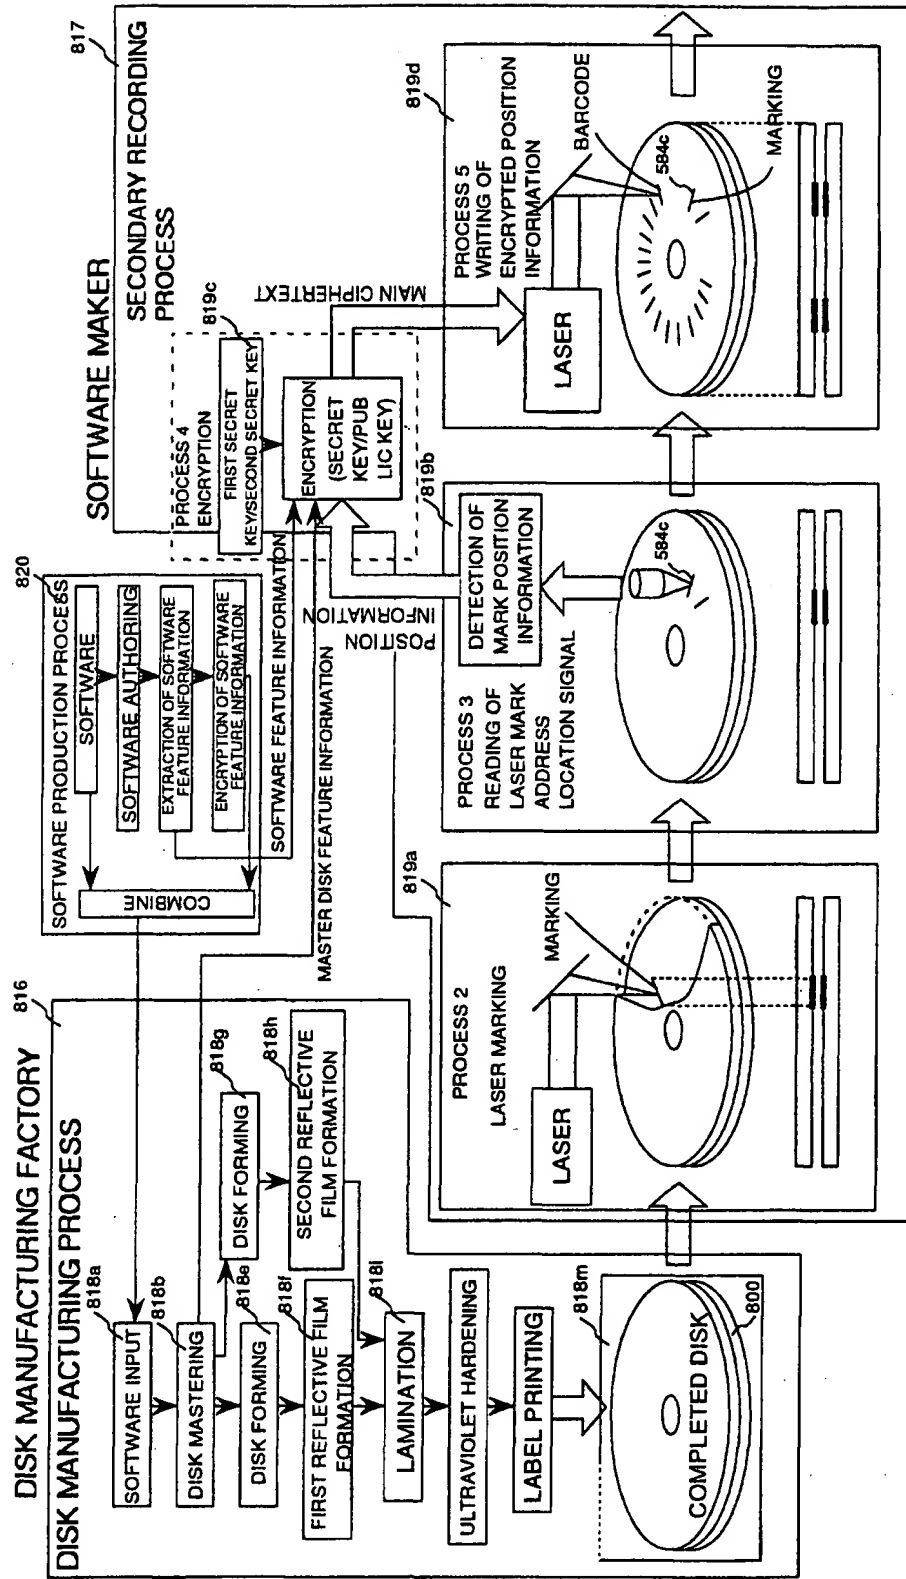 DISK MANUFACTURING FACTORY
DISK MANUFACTURING PROCESS
816
818a
SOFTWARE INPUT
818b
DISK MASTERING
818g
DISK FORMING
818e
DISK FORMING
818h
SECOND REFLECTIVE
FILM FORMATION
818f
FIRST REFLECTIVE FILM
FORMATION
818i
LAMINATION
ULTRAVIOLET HARDENING
LABEL PRINTING
818m
COMPLETED DISK
800
SOFTWARE PRODUCTION PROCESS
820
SOFTWARE
SOFTWARE AUTHORING
EXTRACTION OF SOFTWARE
FEATURE INFORMATION
ENCRYPTION OF SOFTWARE
FEATURE INFORMATION
COMBINE
SOFTWARE FEATURE INFORMATION
MASTER DISK FEATURE INFORMATION
POSITION
INFORMATION
SOFTWARE MAKER
817
SECONDARY RECORDING
PROCESS
PROCESS 4
ENCRYPTION
819c
FIRST SECRET
KEY/SECOND SECRET KEY
ENCRYPTION
(SECRET
KEY/PUB
LIC KEY)
MAIN CIPHERTEXT
819a
PROCESS 2
LASER MARKING
LASER
MARKING
819b
PROCESS 3
READING OF
LASER MARK
ADDRESS
LOCATION SIGNAL
DETECTION OF
MARK POSITION
INFORMATION
584c
819d
PROCESS 5
WRITING OF
ENCRYPTED POSITION
INFORMATION
LASER
BARCODE
584c
MARKING